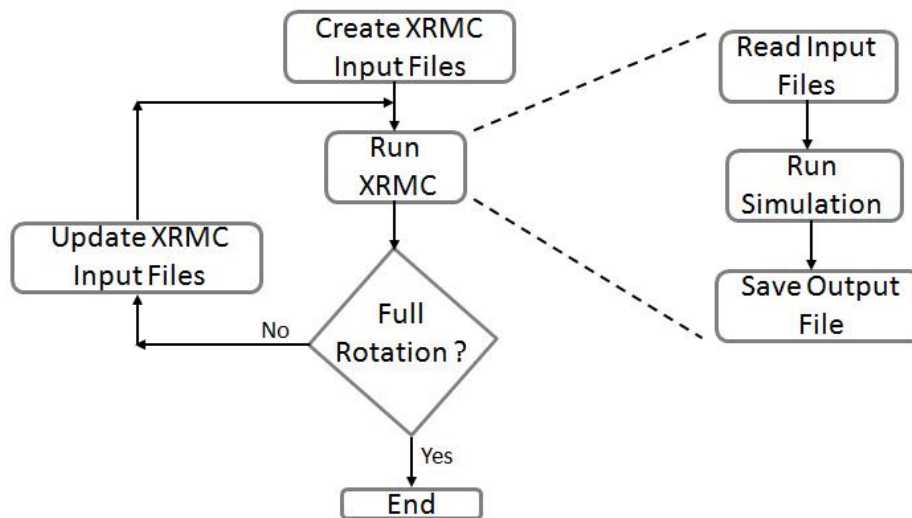 Create XRMC
Input Files
Run
XRMC
Update XRMC
Input Files
Full
Rotation ?
No
Yes
End
Read Input
Files
Run
Simulation
Save Output
File